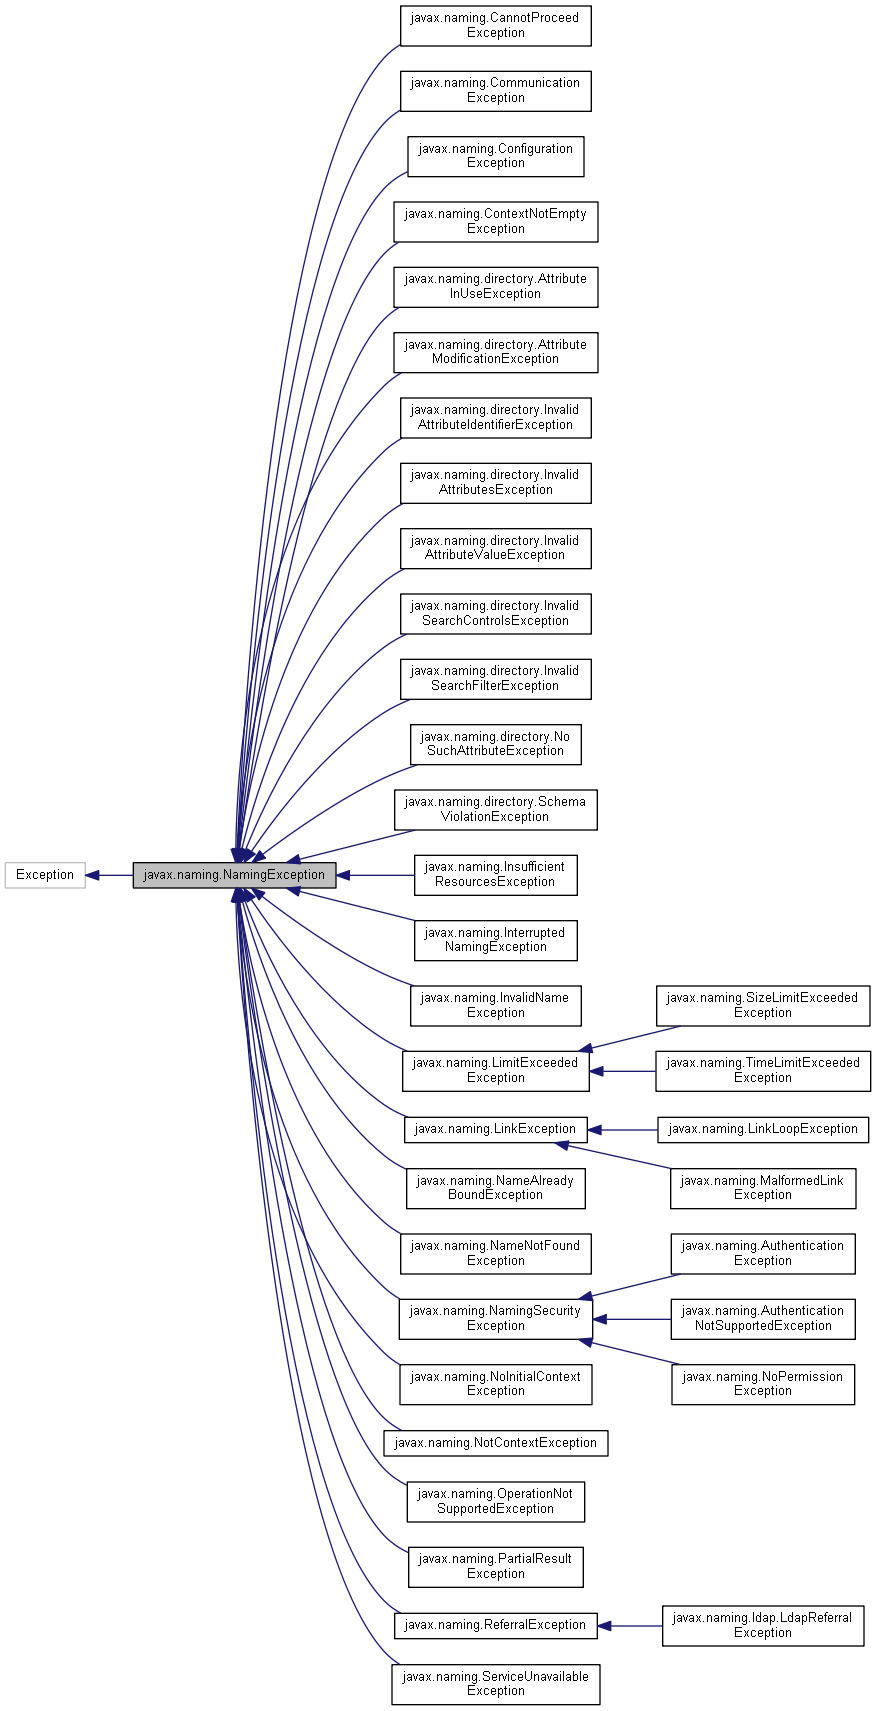 javax.naming.CannotProceed
Exception
javax.naming.Communication
Exception
javax.naming.Configuration
Exception
javax.naming.ContextNotEmpty
Exception
javax.naming.directory.Attribute
InUseException
javax.naming.directory.Attribute
ModificationException
javax.naming.directory.Invalid
AttributeIdentifierException
javax.naming.directory.Invalid
AttributesException
javax.naming.directory.Invalid
AttributeValueException
javax.naming.directory.Invalid
SearchControlsException
javax.naming.directory.Invalid
SearchFilterException
javax.naming.directory.No
SuchAttributeException
javax.naming.directory.Schema
ViolationException
Exception
javax.naming.NamingException
javax.naming.Insufficient
ResourcesException
javax.naming.Interrupted
NamingException
javax.naming.InvalidName
Exception
javax.naming.LimitExceeded
Exception
javax.naming.SizeLimitExceeded
Exception
javax.naming.TimeLimitExceeded
Exception
javax.naming.LinkException
javax.naming.LinkLoopException
javax.naming.MalformedLink
Exception
javax.naming.NameAlready
BoundException
javax.naming.NameNotFound
Exception
javax.naming.NamingSecurity
Exception
javax.naming.Authentication
Exception
javax.naming.Authentication
NotSupportedException
javax.naming.NoPermission
Exception
javax.naming.NoInitialContext
Exception
javax.naming.NotContextException
javax.naming.OperationNot
SupportedException
javax.naming.PartialResult
Exception
javax.naming.ReferralException
javax.naming.ldap.LdapReferral
Exception
javax.naming.ServiceUnavailable
Exception